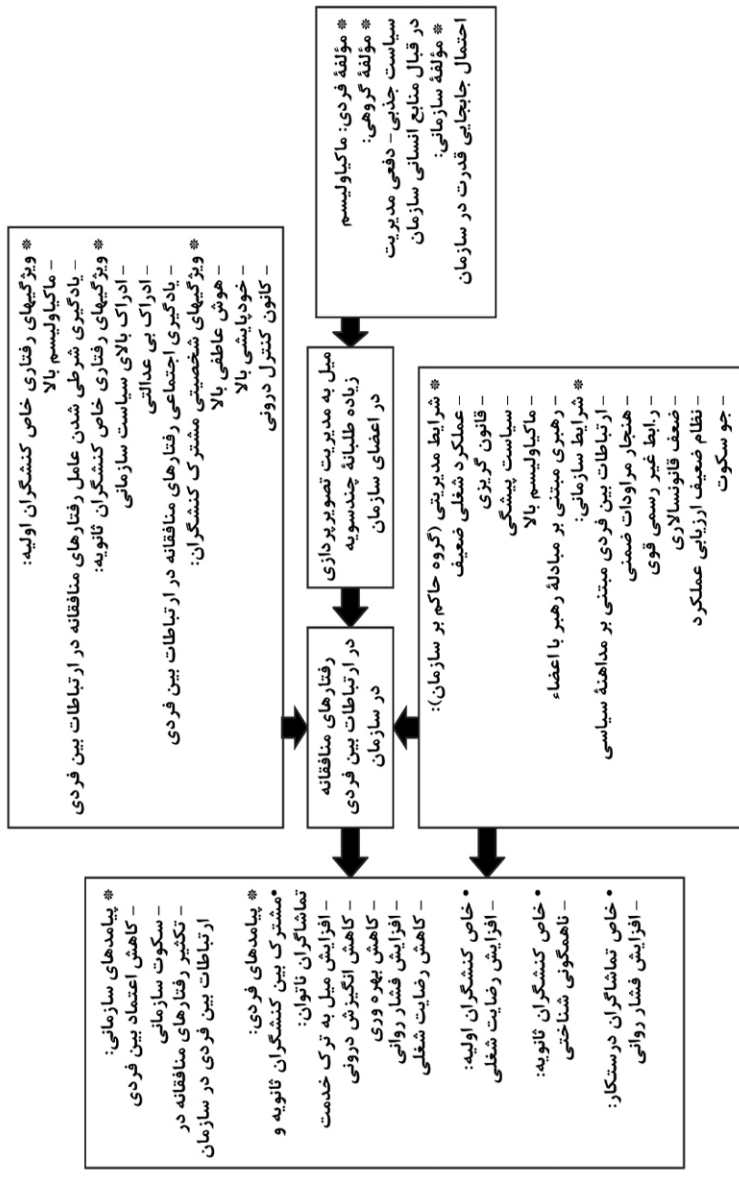 * مؤلفۀ فردی: ماکیاولیسم
* مؤلفۀ گروهی:
سیاست جذبی - دفعی مدیریت
در قبال منابع انسانی سازمان
* مؤلفۀ سازمانی:
احتمال جابجایی قدرت در سازمان
میل به مدیریت تصویرپردازی
زیاده طلبانۀ چندسویه
در اعضای سازمان
* ویژگیهای رفتاری خاص کنشگران اولیه:
- ماکیاولیسم بالا
- یادگیری شرطی شدن عامل رفتارهای منافقانه در ارتباطات بین فردی
* ویژگیهای رفتاری خاص کنشگران ثانویه:
- ادراک بالای سیاست سازمانی
- ادراک بی عدالتی
- یادگیری اجتماعی رفتارهای منافقانه در ارتباطات بین فردی
* ویژگیهای شخصیتی مشترک کنشگران:
- هوش عاطفی بالا
- خودپایشی بالا
- کانون کنترل درونی
رفتارهای منافقانه
در ارتباطات بین فردی
در سازمان
* شرایط مدیریتی (گروه حاکم بر سازمان):
- عملکرد شغلی ضعیف
- قانون گریزی
- سیاست پیشگی
- ماکیاولیسم بالا
- رهبری مبتنی بر مبادلۀ رهبر با اعضاء
* شرایط سازمانی:
- ارتباطات بین فردی مبتنی بر مداهنۀ سیاسی
- هنجار مراودات ضمنی
- رابط غیر رسمی قوی
- ضعف قانونسالاری
- نظام ضعیف ارزیابی عملکرد
- جو سکوت
* پیامدهای سازمانی:
- کاهش اعتماد بین فردی
- سکوت سازمانی
- تکثیر رفتارهای منافقانه در
ارتباطات بین فردی در سازمان
* پیامدهای فردی:
• مشترک بین کنشگران ثانویه و
تماشاگران ناتوان:
- افزایش میل به ترک خدمت
- کاهش انگیزش درونی
- کاهش بهره وری
- افزایش فشار روانی
- کاهش رضایت شغلی
• خاص کنشگران اولیه:
- افزایش رضایت شغلی
• خاص کنشگران ثانویه:
- ناهمگونی شناختی
• خاص تماشاگران درستکار:
- افزایش فشار روانی